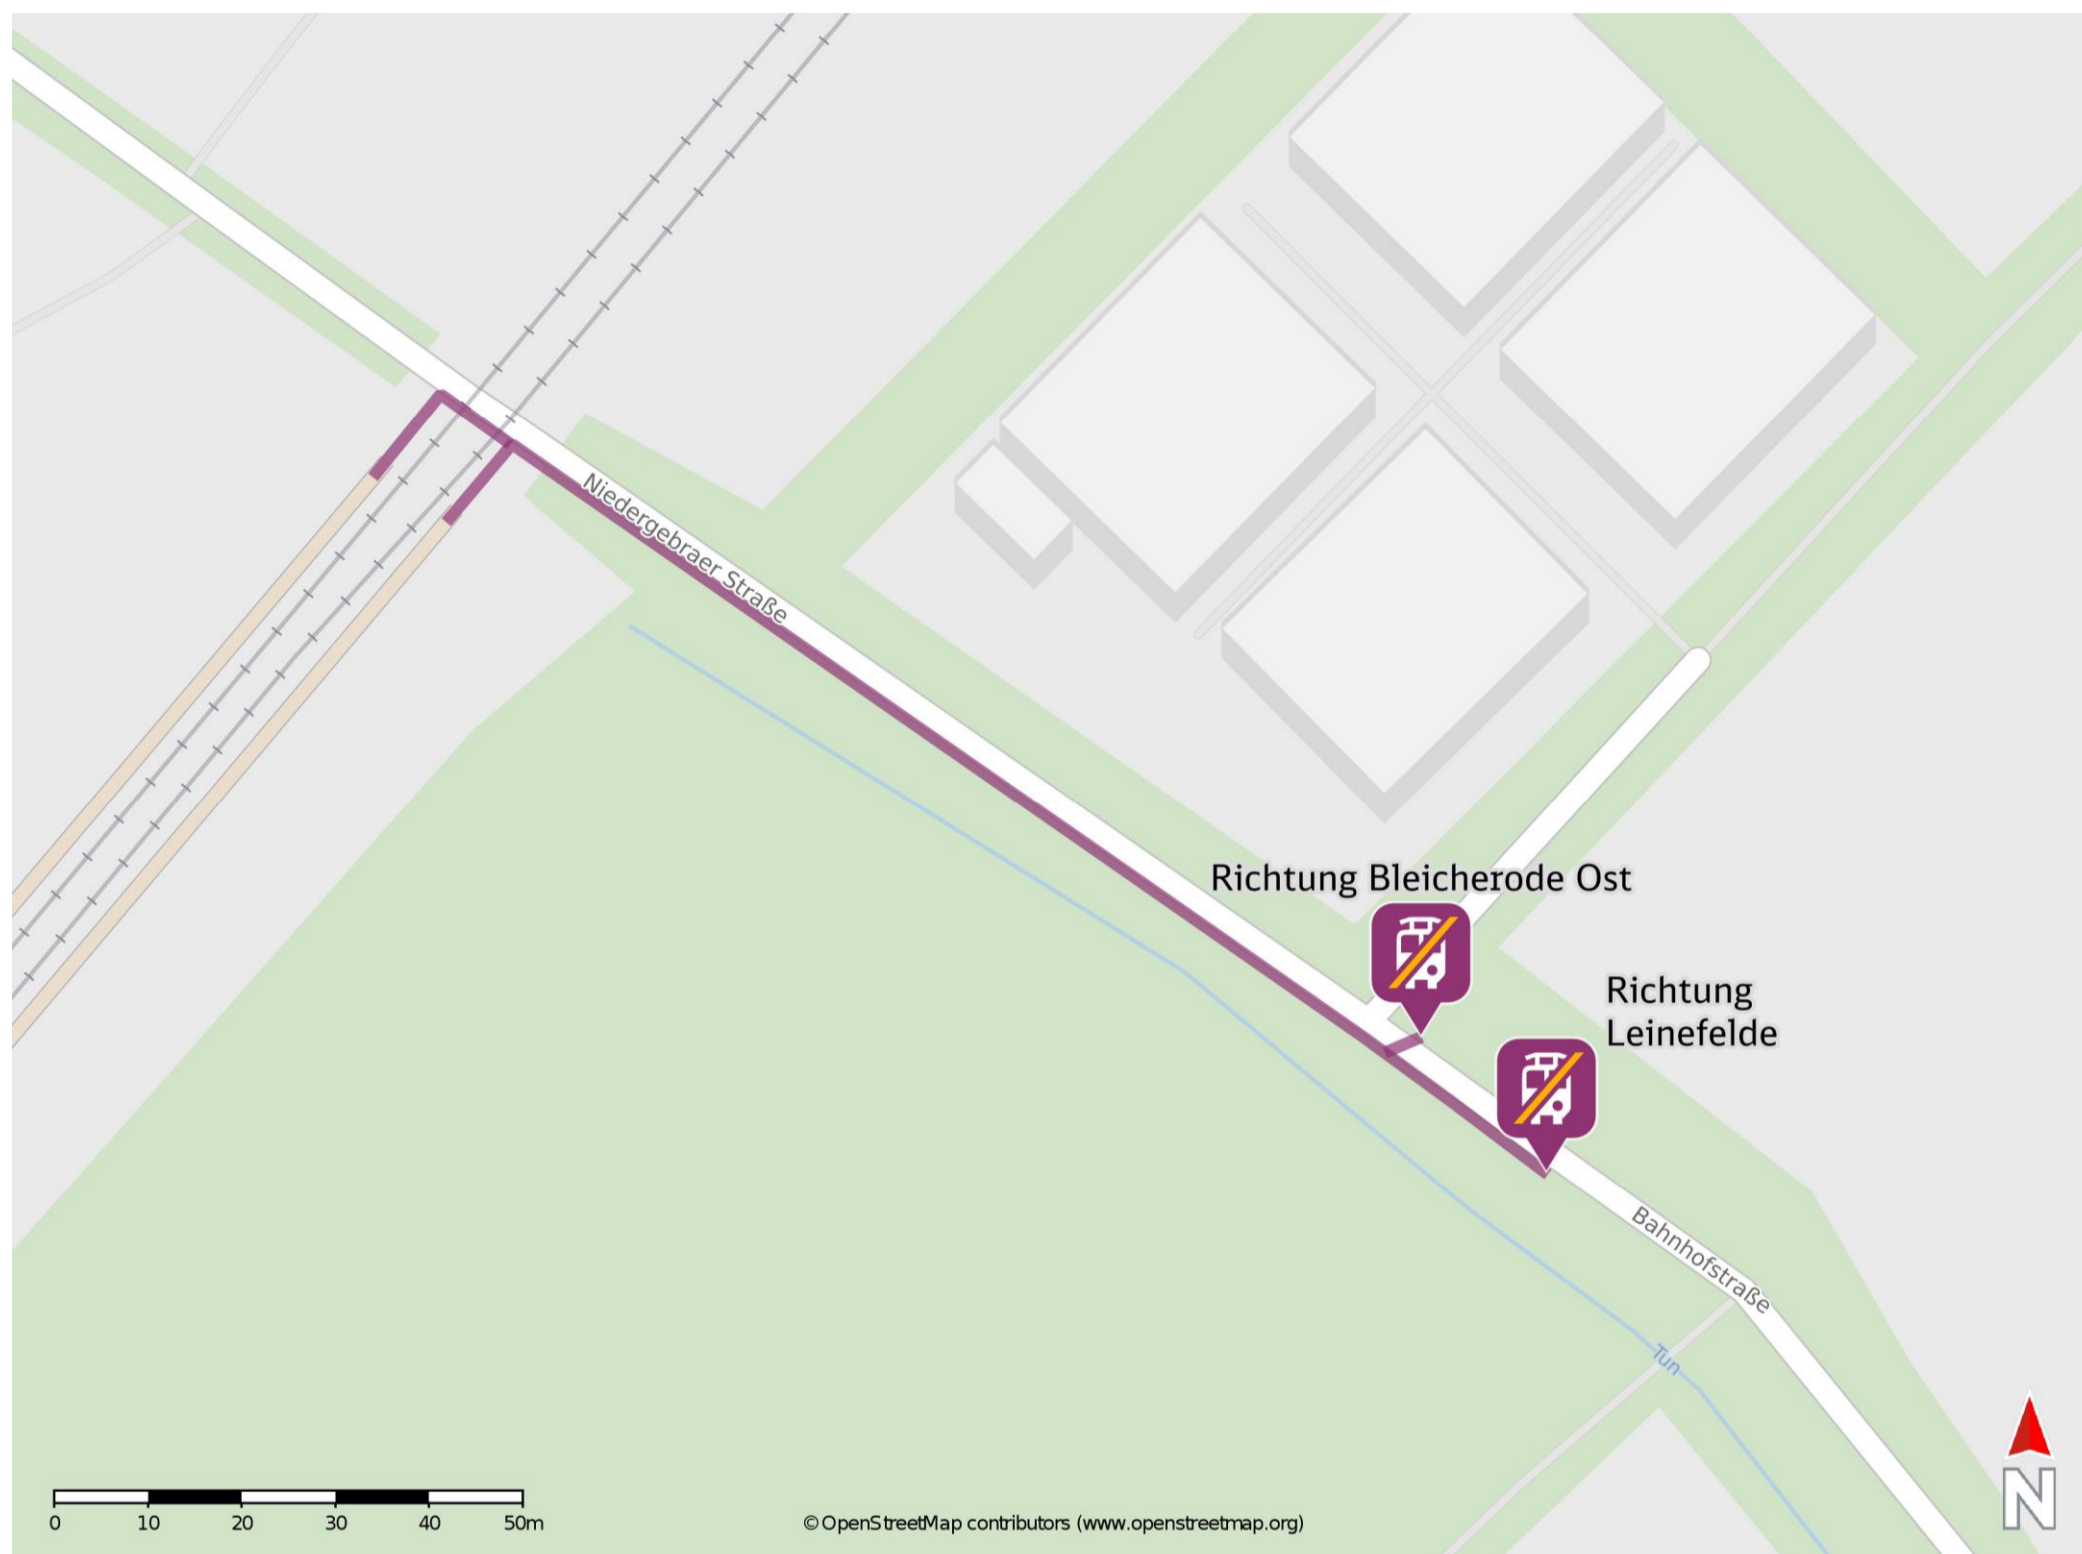 Niedergebraer Straße
Richtung Bleicherode Ost
Richtung
Leinefelde
Bahnhofstraße
Tun
N
0 10 20 30 40 50m
© OpenStreetMap contributors (www.openstreetmap.org)